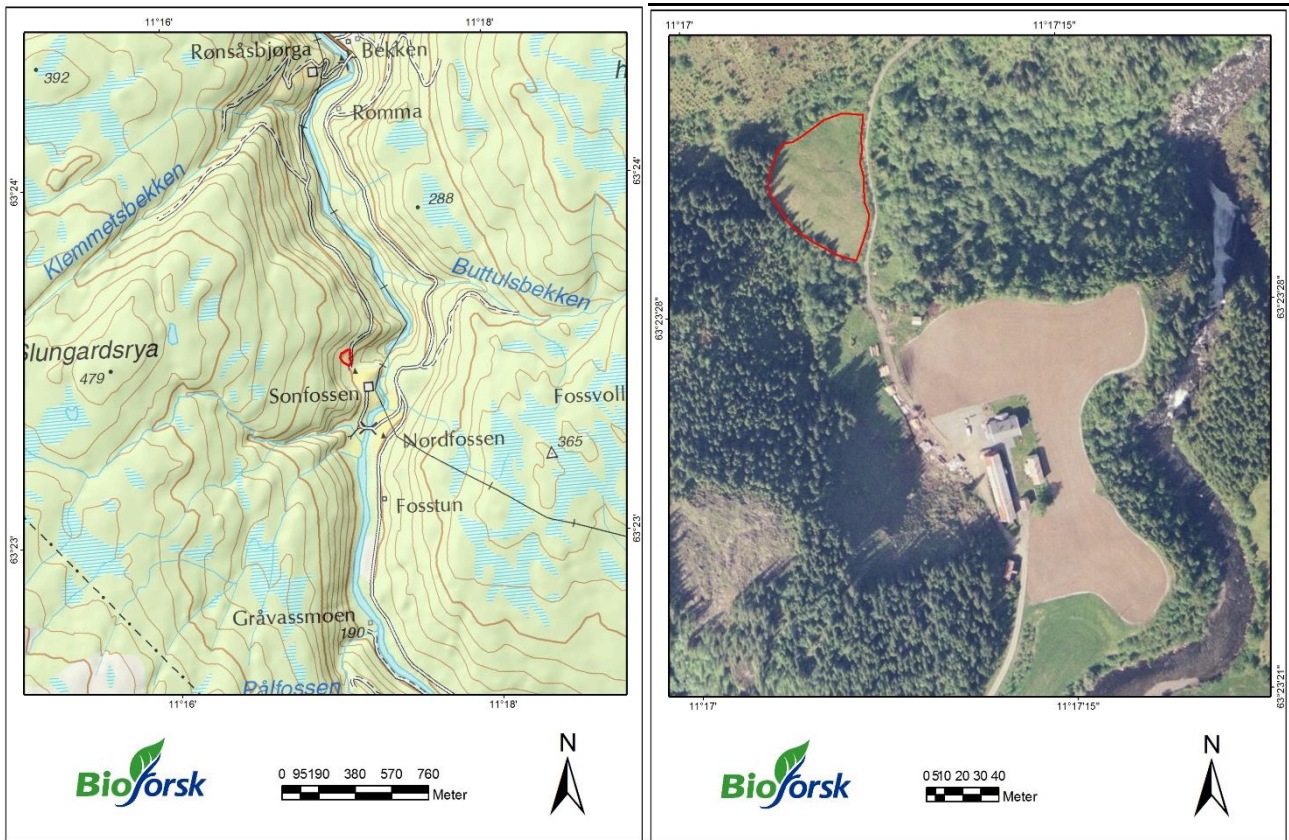 11°16'
11°18'
Rønsåsbjørga
Bekken
392
h
Romma
63°24'
63°24'
Klemmetsbekken
288
Buttulsbekken
Slungardsrya
479
Sonfossen
Fossvoll
Nordfossen
365
Fosstun
63°23'
63°23'
Gråvassmoen
190
Rålfossen
11°16'
11°18'
Bioforsk
0 95190 380 570 760
Meter
N
11°17'
11°17'15"
63°23'28"
63°23'28"
63°23'21"
11°17'
11°17'15"
Bioforsk
0 510 20 30 40
Meter
N